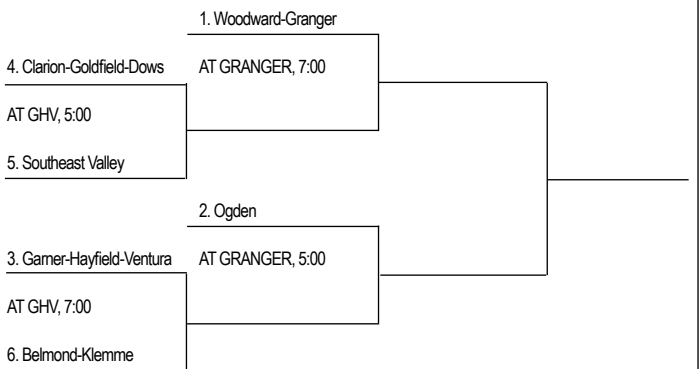 1. Woodward-Granger
4. Clarion-Goldfield-Dows
AT GRANGER, 7:00
AT GHV, 5:00
5. Southeast Valley
2. Ogden
3. Garner-Hayfield-Ventura
AT GRANGER, 5:00
AT GHV, 7:00
6. Belmond-Klemme